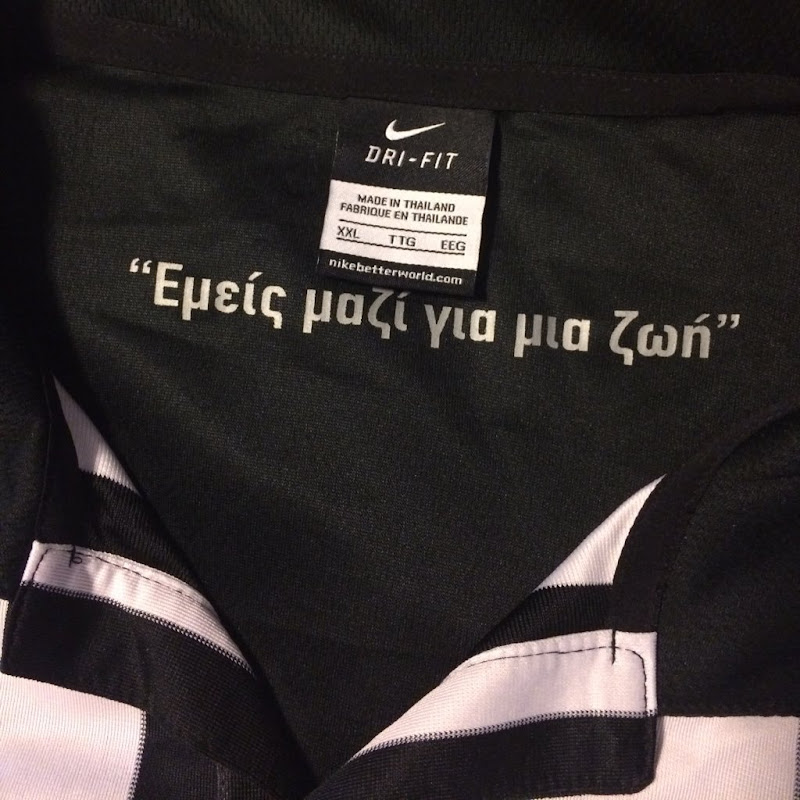 DRI-FIT
MADE IN THAILAND
FABRIQUE EN THAILANDE
XXL TTG EEG
nikebetterworld.com
“Εμείς μαζί για μια ζωή”